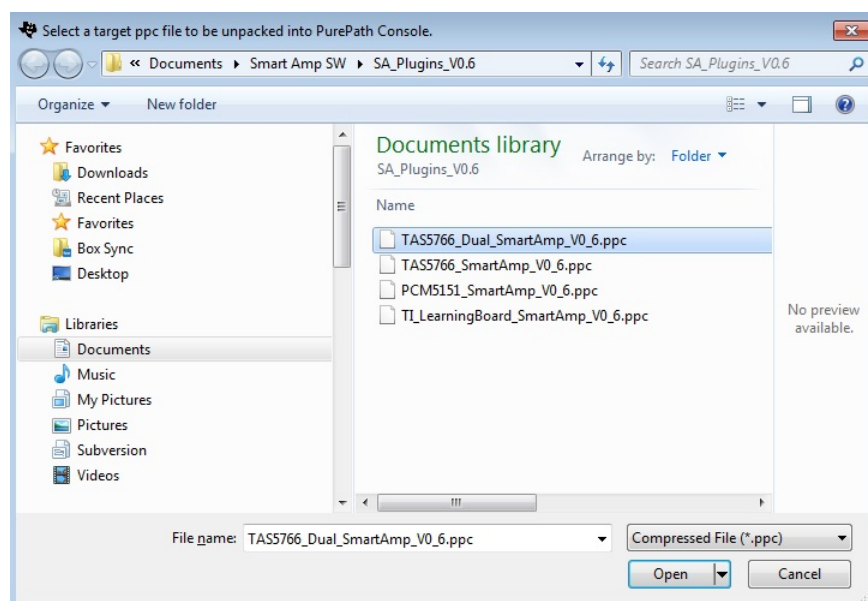 Select a target ppc file to be unpacked into PurePath Console.
« Documents Smart Amp SW SA_Plugins_V0.6
Search SA_Plugins_V0.6
Organize New folder
Favorites
Downloads
Recent Places
Favorites
Box Sync
Desktop
Libraries
Documents
Music
My Pictures
Pictures
Subversion
Videos
Documents library
SA_Plugins_V0.6
Arrange by: Folder
Name
TAS5766_Dual_SmartAmp_V0_6.ppc
TAS5766_SmartAmp_V0_6.ppc
PCM5151_SmartAmp_V0_6.ppc
TI_LearningBoard_SmartAmp_V0_6.ppc
No preview
available.
File name: TAS5766_Dual_SmartAmp_V0_6.ppc
Compressed File (*.ppc)
Open Cancel